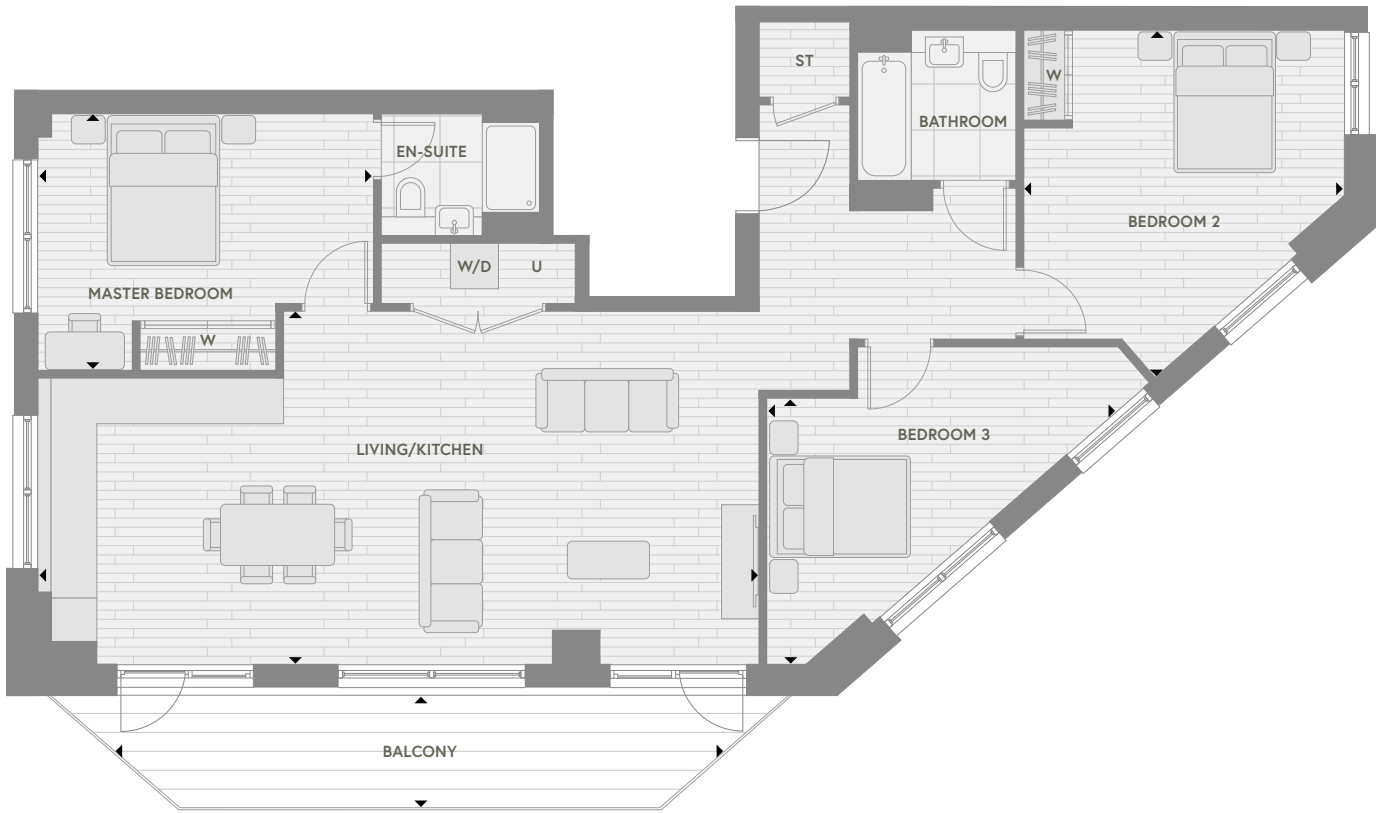 ST
W
BATHROOM
EN-SUITE
BEDROOM 2
W/D
U
MASTER BEDROOM
W
BEDROOM 3
LIVING/KITCHEN
BALCONY